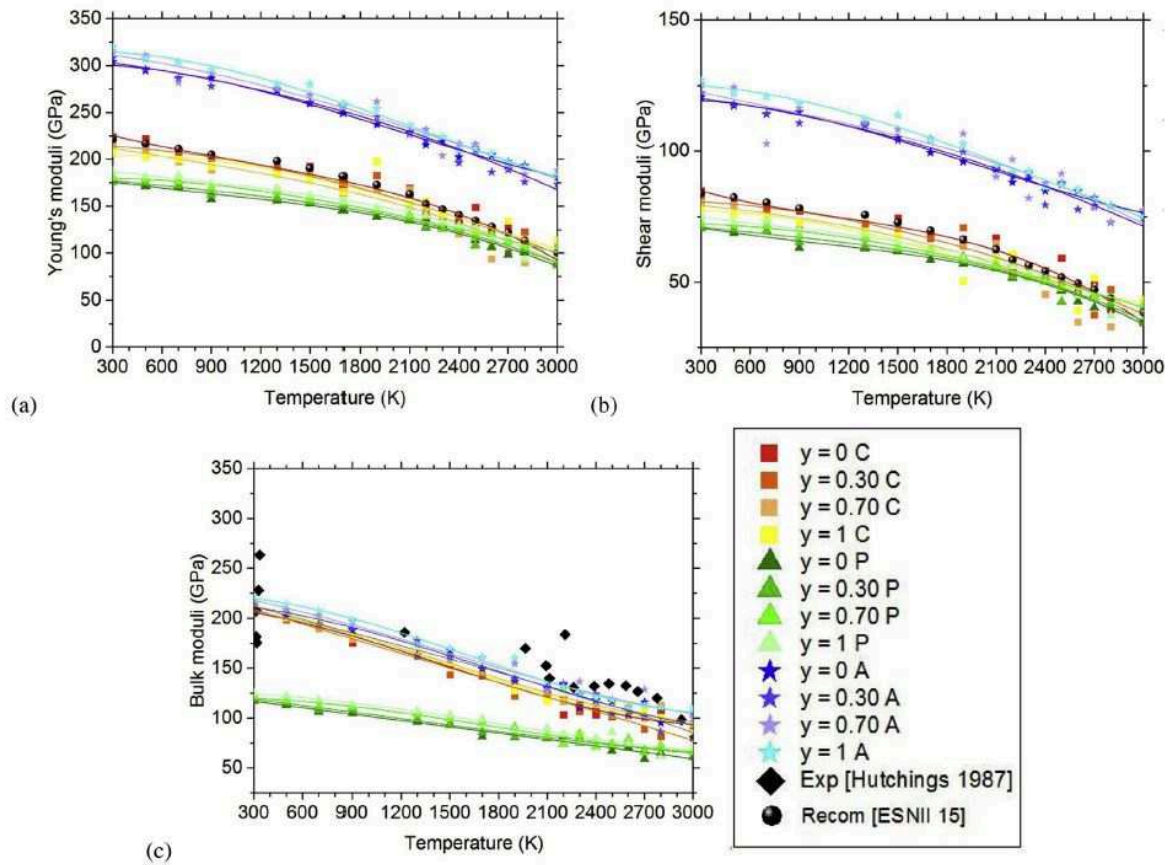 350
300
250
200
150
100
50
0
Young's moduli (GPa)
300 600 900 1200 1500 1800 2100 2400 2700 3000
Temperature (K)
(a)
150
100
50
Shear moduli (GPa)
300 600 900 1200 1500 1800 2100 2400 2700 3000
Temperature (K)
(b)
350
300
250
200
150
100
50
Bulk moduli (GPa)
300 600 900 1200 1500 1800 2100 2400 2700 3000
Temperature (K)
(c)
y = 0 C
y = 0.30 C
y = 0.70 C
y = 1 C
y = 0 P
y = 0.30 P
y = 0.70 P
y = 1 P
y = 0 A
y = 0.30 A
y = 0.70 A
y = 1 A
Exp [Hutchings 1987]
Recom [ESNII 15]